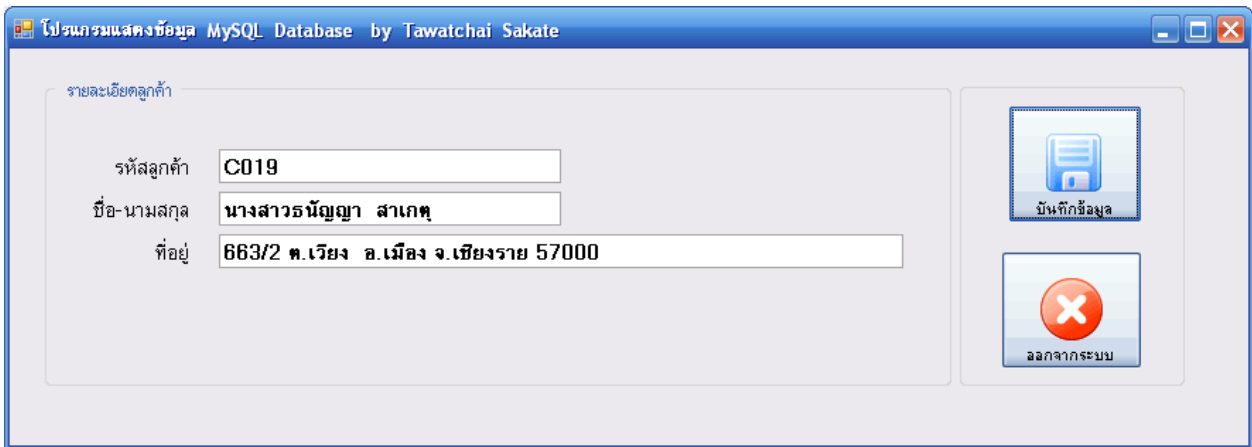 โปรแกรมแสดงข้อมูล MySQL Database by Tawatchai Sakate
รายละเอียดลูกค้า
รหัสลูกค้า C019
ชื่อ-นามสกุล นางสาวธนัญญา สาเกตุ
ที่อยู่ 663/2 ต.เวียง อ.เมือง จ.เชียงราย 57000
บันทึกข้อมูล
ออกจากระบบ